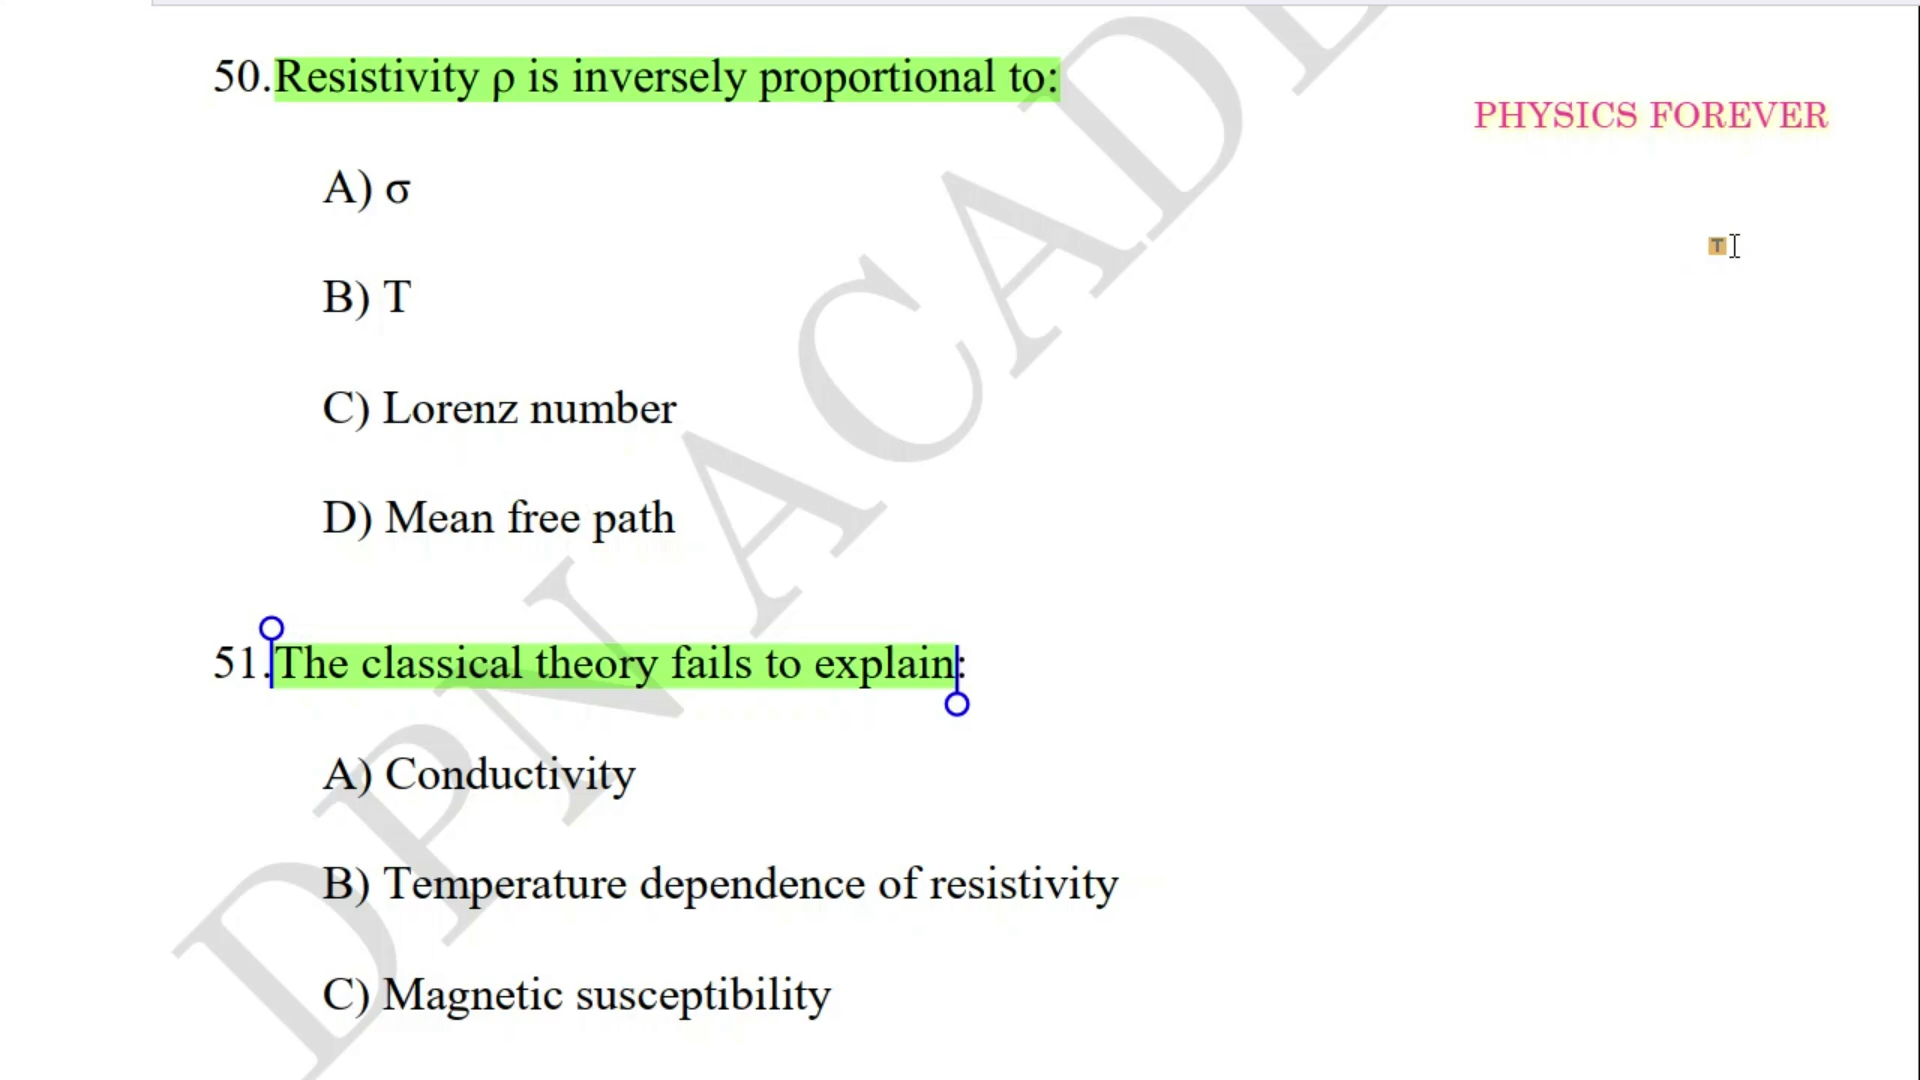 50.Resistivity ρ is inversely proportional to:
PHYSICS FOREVER
A) σ
B) T
C) Lorenz number
D) Mean free path
51.The classical theory fails to explain:
A) Conductivity
B) Temperature dependence of resistivity
C) Magnetic susceptibility
DPN ACADE